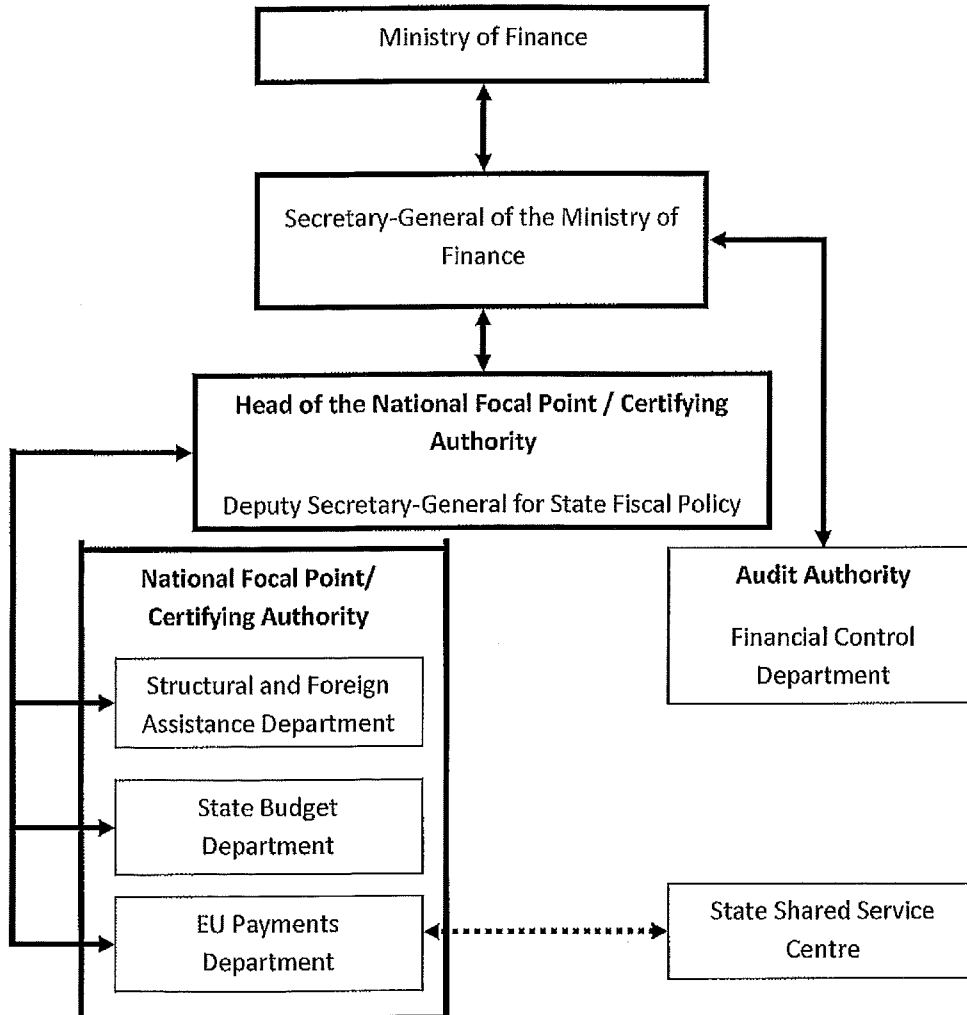 Ministry of Finance
Secretary-General of the Ministry of
Finance
Head of the National Focal Point / Certifying
Authority
Deputy Secretary-General for State Fiscal Policy
National Focal Point/
Certifying Authority
Structural and Foreign
Assistance Department
State Budget
Department
EU Payments
Department
Audit Authority
Financial Control
Department
State Shared Service
Centre